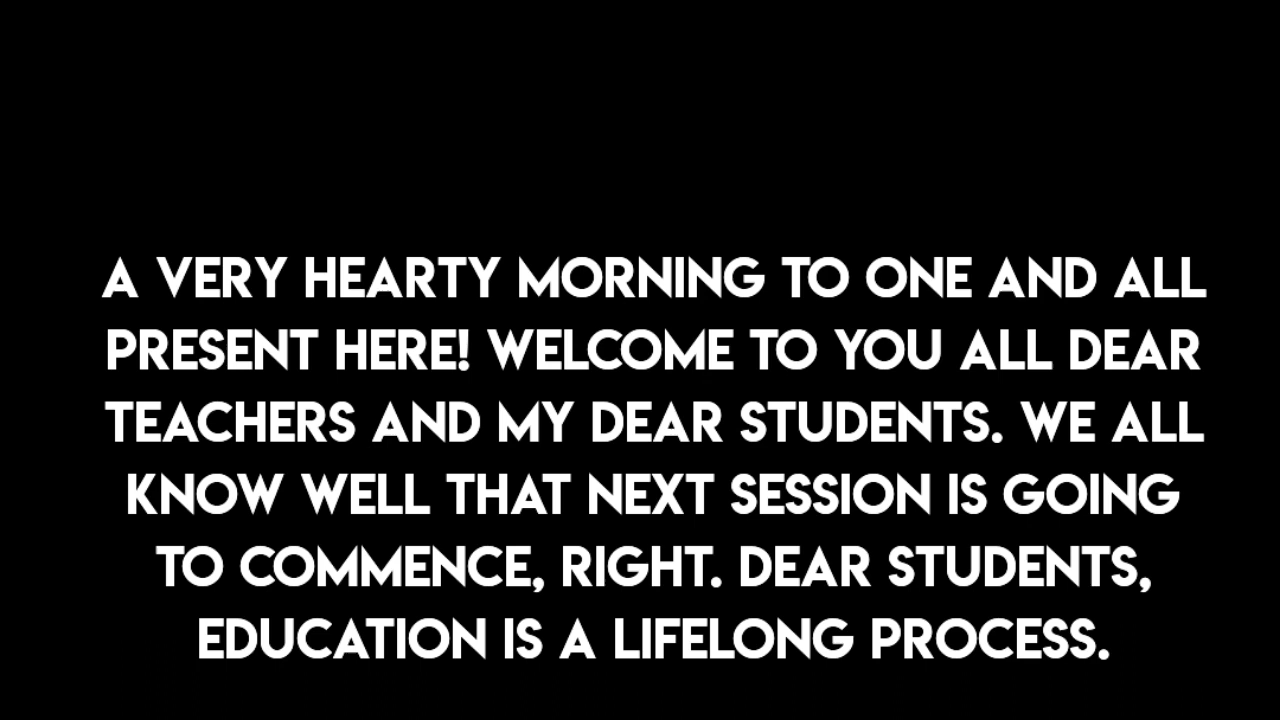 A VERY HEARTY MORNING TO ONE AND ALL
PRESENT HERE! WELCOME TO YOU ALL DEAR
TEACHERS AND MY DEAR STUDENTS. WE ALL
KNOW WELL THAT NEXT SESSION IS GOING
TO COMMENCE, RIGHT. DEAR STUDENTS,
EDUCATION IS A LIFELONG PROCESS.